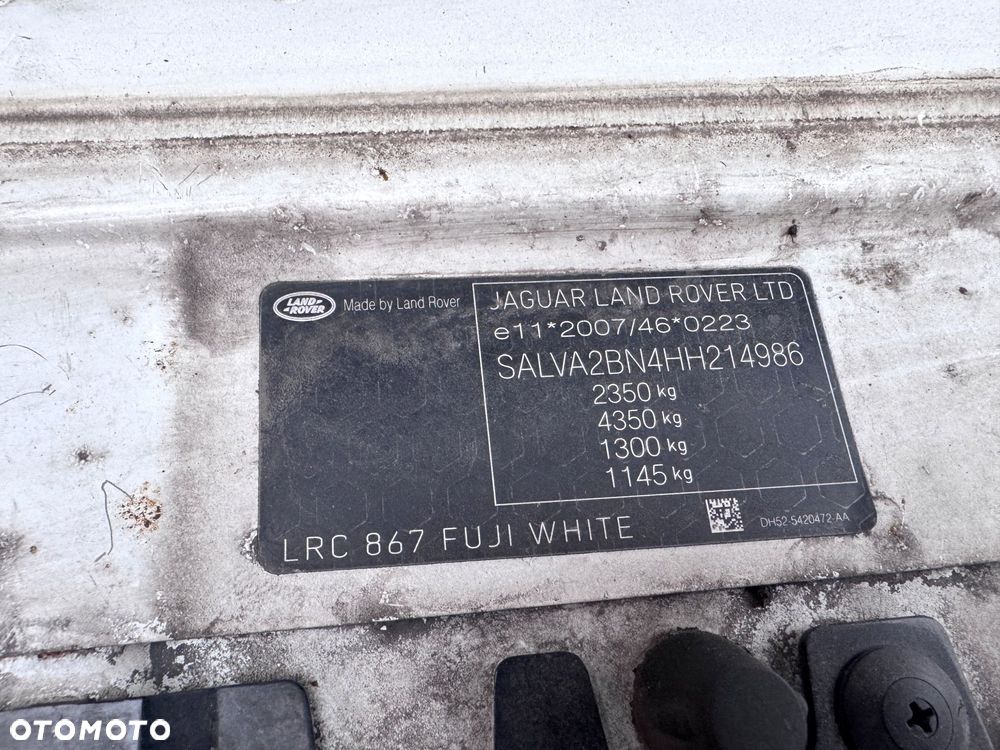 LAND-
ROVER
Made by Land Rover
JAGUAR LAND ROVER LTD
e11*2007/46*0223
SALVA2BN4HH214986
2350 kg
4350 kg
1300 kg
1145 kg
LRC 867 FUJI WHITE
DH52-5420472-AA
OTOMOTO